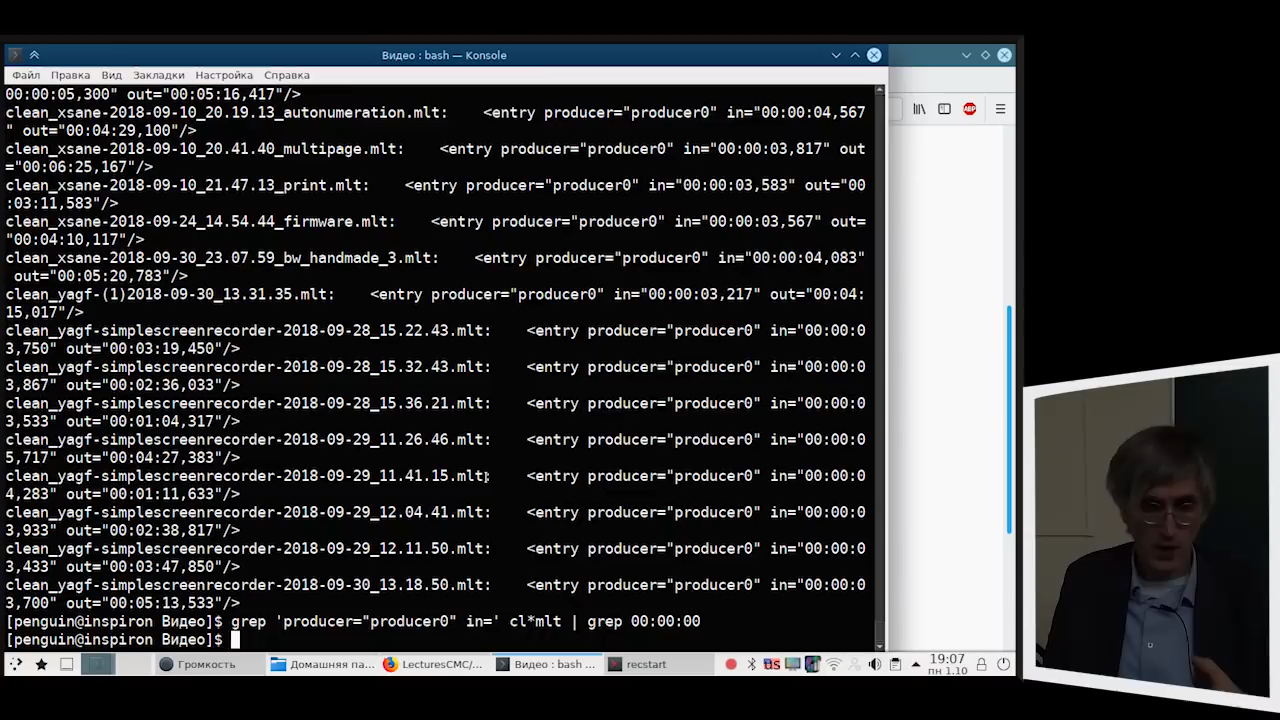 Видео : bash — Konsole
Файл Правка Вид Закладки Настройка Справка
00:00:05,300" out="00:05:16,417"/>
clean_xsane-2018-09-10_20.19.13_autonumeration.mlt:    <entry producer="producer0" in="00:00:04,567
" out="00:04:29,100"/>
clean_xsane-2018-09-10_20.41.40_multipage.mlt:    <entry producer="producer0" in="00:00:03,817" out
="00:06:25,167"/>
clean_xsane-2018-09-10_21.47.13_print.mlt:    <entry producer="producer0" in="00:00:03,583" out="00
:03:11,583"/>
clean_xsane-2018-09-24_14.54.44_firmware.mlt:    <entry producer="producer0" in="00:00:03,567" out=
"00:04:10,117"/>
clean_xsane-2018-09-30_23.07.59_bw_handmade_3.mlt:    <entry producer="producer0" in="00:00:04,083"
 out="00:05:20,783"/>
clean_yagf-(1)2018-09-30_13.31.35.mlt:    <entry producer="producer0" in="00:00:03,217" out="00:04:
15,017"/>
clean_yagf-simplescreenrecorder-2018-09-28_15.22.43.mlt:    <entry producer="producer0" in="00:00:0
3,750" out="00:03:19,450"/>
clean_yagf-simplescreenrecorder-2018-09-28_15.32.43.mlt:    <entry producer="producer0" in="00:00:0
3,867" out="00:02:36,033"/>
clean_yagf-simplescreenrecorder-2018-09-28_15.36.21.mlt:    <entry producer="producer0" in="00:00:0
3,533" out="00:01:04,317"/>
clean_yagf-simplescreenrecorder-2018-09-29_11.26.46.mlt:    <entry producer="producer0" in="00:00:0
5,717" out="00:04:27,383"/>
clean_yagf-simplescreenrecorder-2018-09-29_11.41.15.mlt:    <entry producer="producer0" in="00:00:0
4,283" out="00:01:11,633"/>
clean_yagf-simplescreenrecorder-2018-09-29_12.04.41.mlt:    <entry producer="producer0" in="00:00:0
3,933" out="00:02:38,817"/>
clean_yagf-simplescreenrecorder-2018-09-29_12.11.50.mlt:    <entry producer="producer0" in="00:00:0
3,433" out="00:03:47,850"/>
clean_yagf-simplescreenrecorder-2018-09-30_13.18.50.mlt:    <entry producer="producer0" in="00:00:0
3,700" out="00:05:13,533"/>
[penguin@inspiron Видео]$ grep 'producer="producer0" in=' cl*mlt | grep 00:00:00
[penguin@inspiron Видео]$
Громкость Домашняя па... LecturesCMC/... Видео : bash ... recstart US 19:07
пн 1.10
ABP